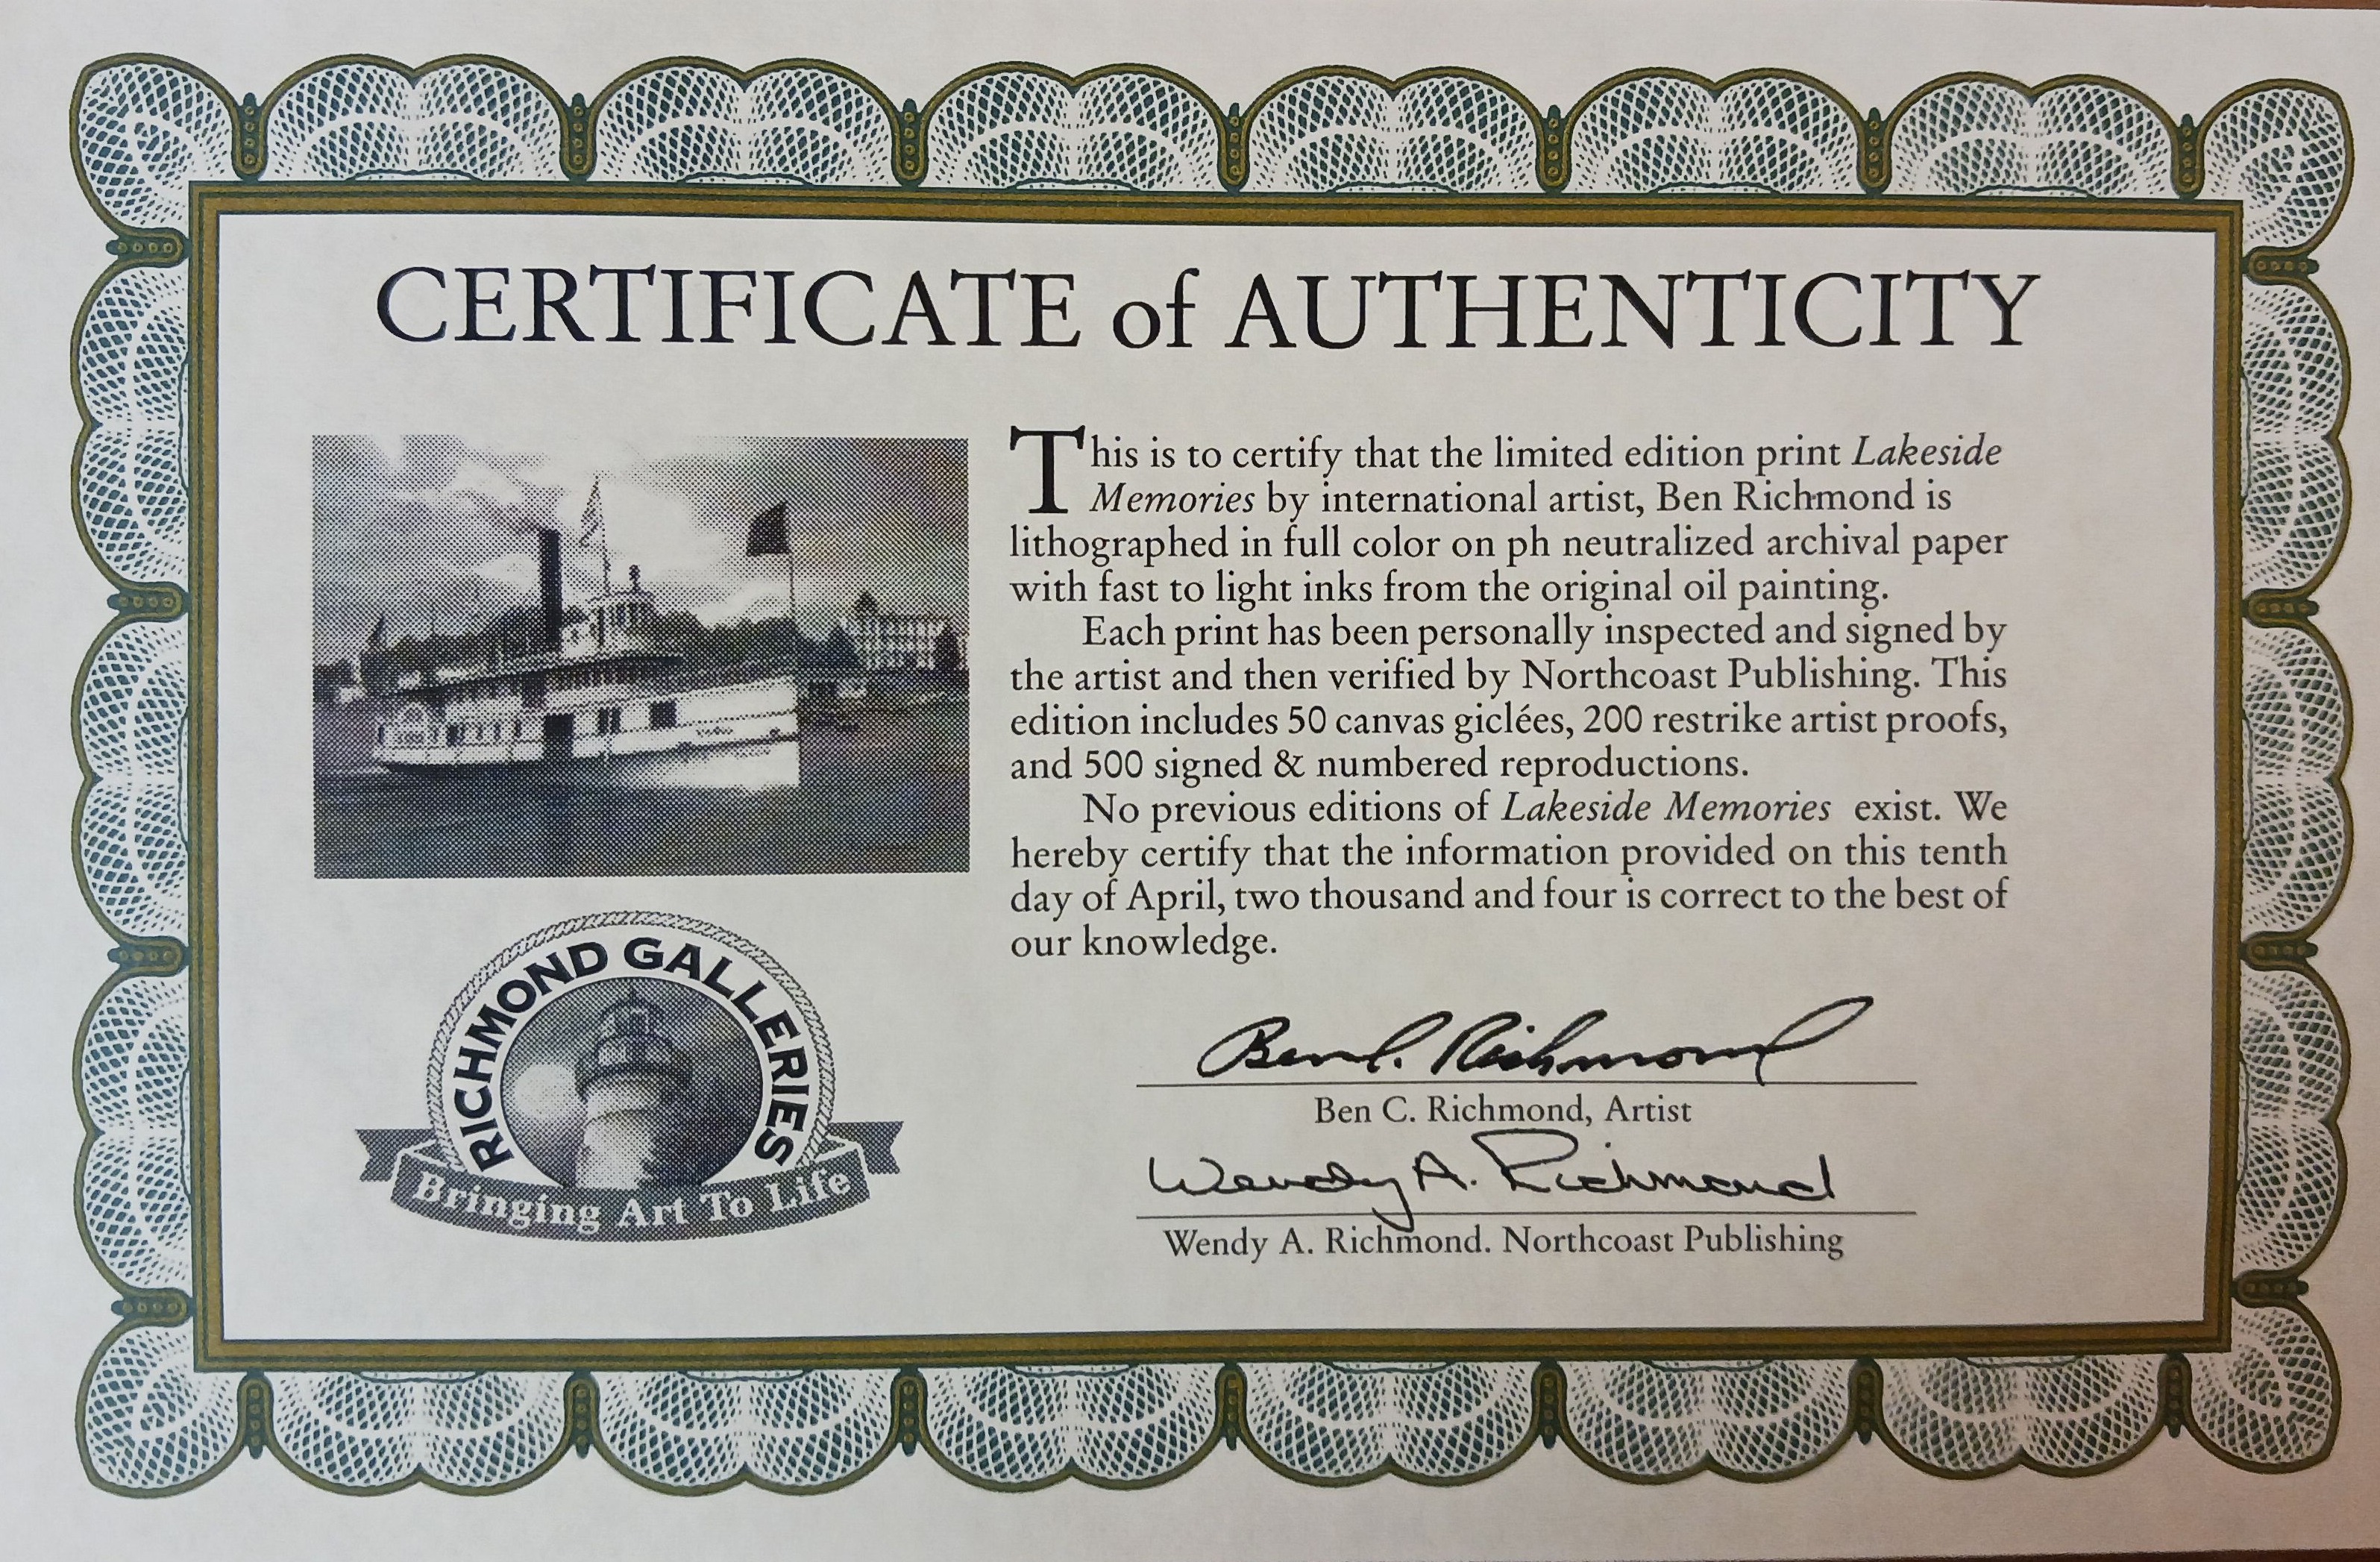 CERTIFICATE of AUTHENTICITY
This is to certify that the limited edition print Lakeside
Memories by international artist, Ben Richmond is
lithographed in full color on ph neutralized archival paper
with fast to light inks from the original oil painting.
Each print has been personally inspected and signed by
the artist and then verified by Northcoast Publishing. This
edition includes 50 canvas giclées, 200 restrike artist proofs,
and 500 signed & numbered reproductions.
No previous editions of Lakeside Memories exist. We
hereby certify that the information provided on this tenth
day of April, two thousand and four is correct to the best of
our knowledge.
RICHMOND GALLERIES
Bringing Art To Life
Ben C. Richmond
Ben C. Richmond, Artist
Wendy A. Richmond
Wendy A. Richmond. Northcoast Publishing